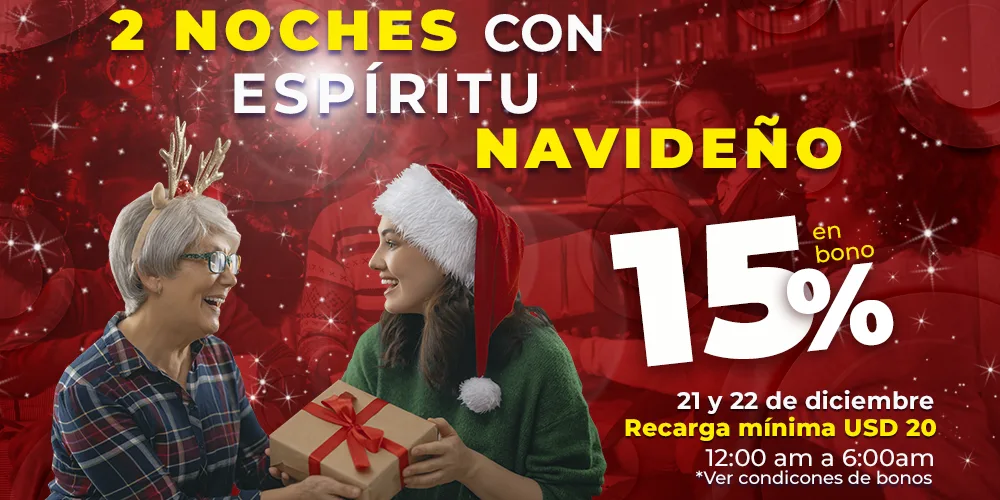 2 NOCHES CON
ESPÍRITU
NAVIDEÑO
15%
én
bono
21 y 22 de diciembre
Recarga mínima USD 20
12:00 am a 6:00am
*Ver condicones de bonos